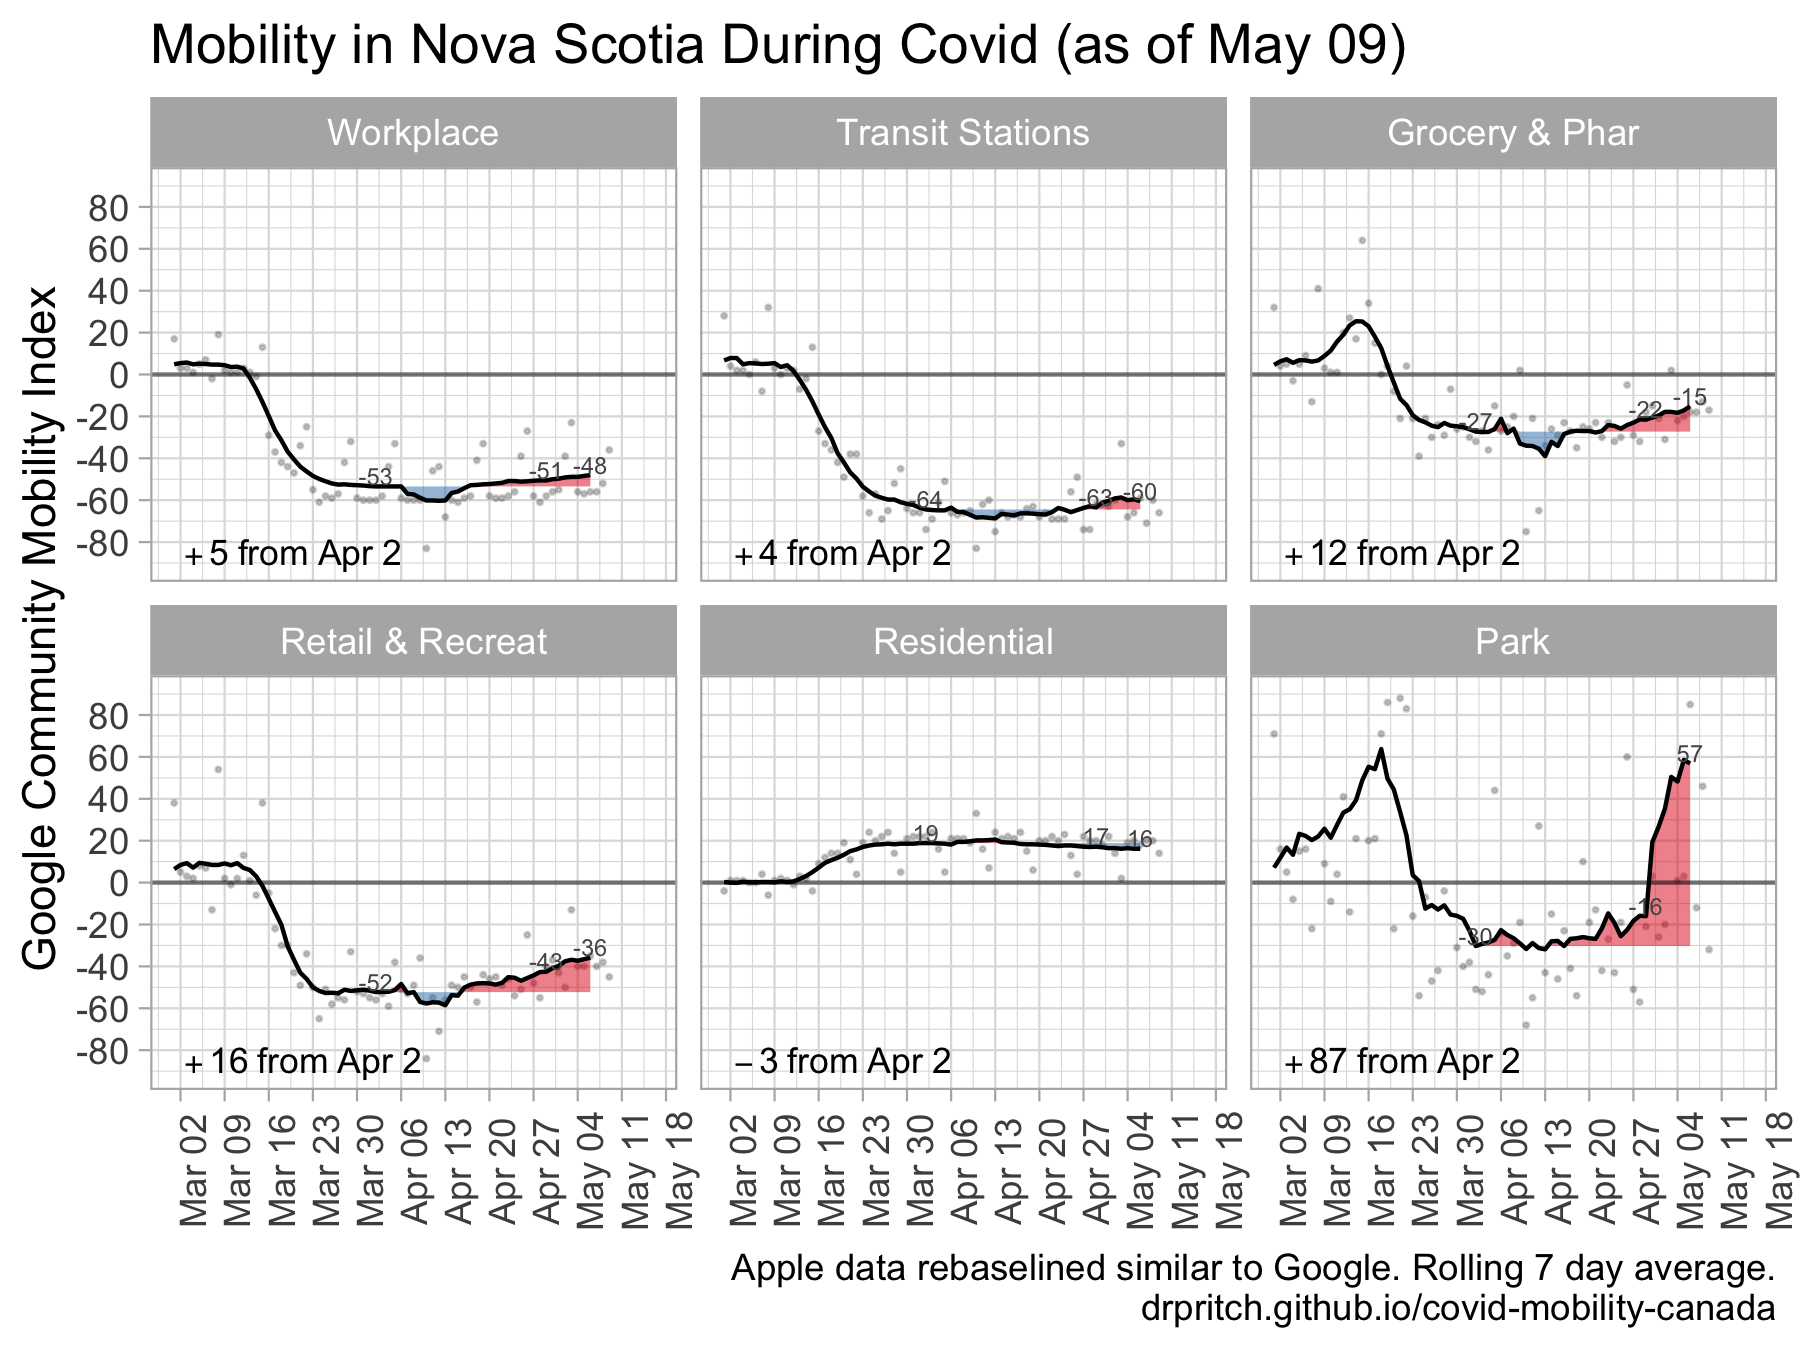 Mobility in Nova Scotia During Covid (as of May 09)
Google Community Mobility Index
Workplace
Transit Stations
Grocery & Phar
80
60
40
20
0
-20
-40
-60
-80
-53
-51
-48
+ 5 from Apr 2
-64
-63
-60
+ 4 from Apr 2
-27
-22
-15
+ 12 from Apr 2
Retail & Recreat
Residential
Park
80
60
40
20
0
-20
-40
-60
-80
-52
-43
-36
+ 16 from Apr 2
19
17
16
– 3 from Apr 2
-30
-16
57
+ 87 from Apr 2
Mar 02
Mar 09
Mar 16
Mar 23
Mar 30
Apr 06
Apr 13
Apr 20
Apr 27
May 04
May 11
May 18
Mar 02
Mar 09
Mar 16
Mar 23
Mar 30
Apr 06
Apr 13
Apr 20
Apr 27
May 04
May 11
May 18
Mar 02
Mar 09
Mar 16
Mar 23
Mar 30
Apr 06
Apr 13
Apr 20
Apr 27
May 04
May 11
May 18
Apple data rebaselined similar to Google. Rolling 7 day average.
drpritch.github.io/covid-mobility-canada